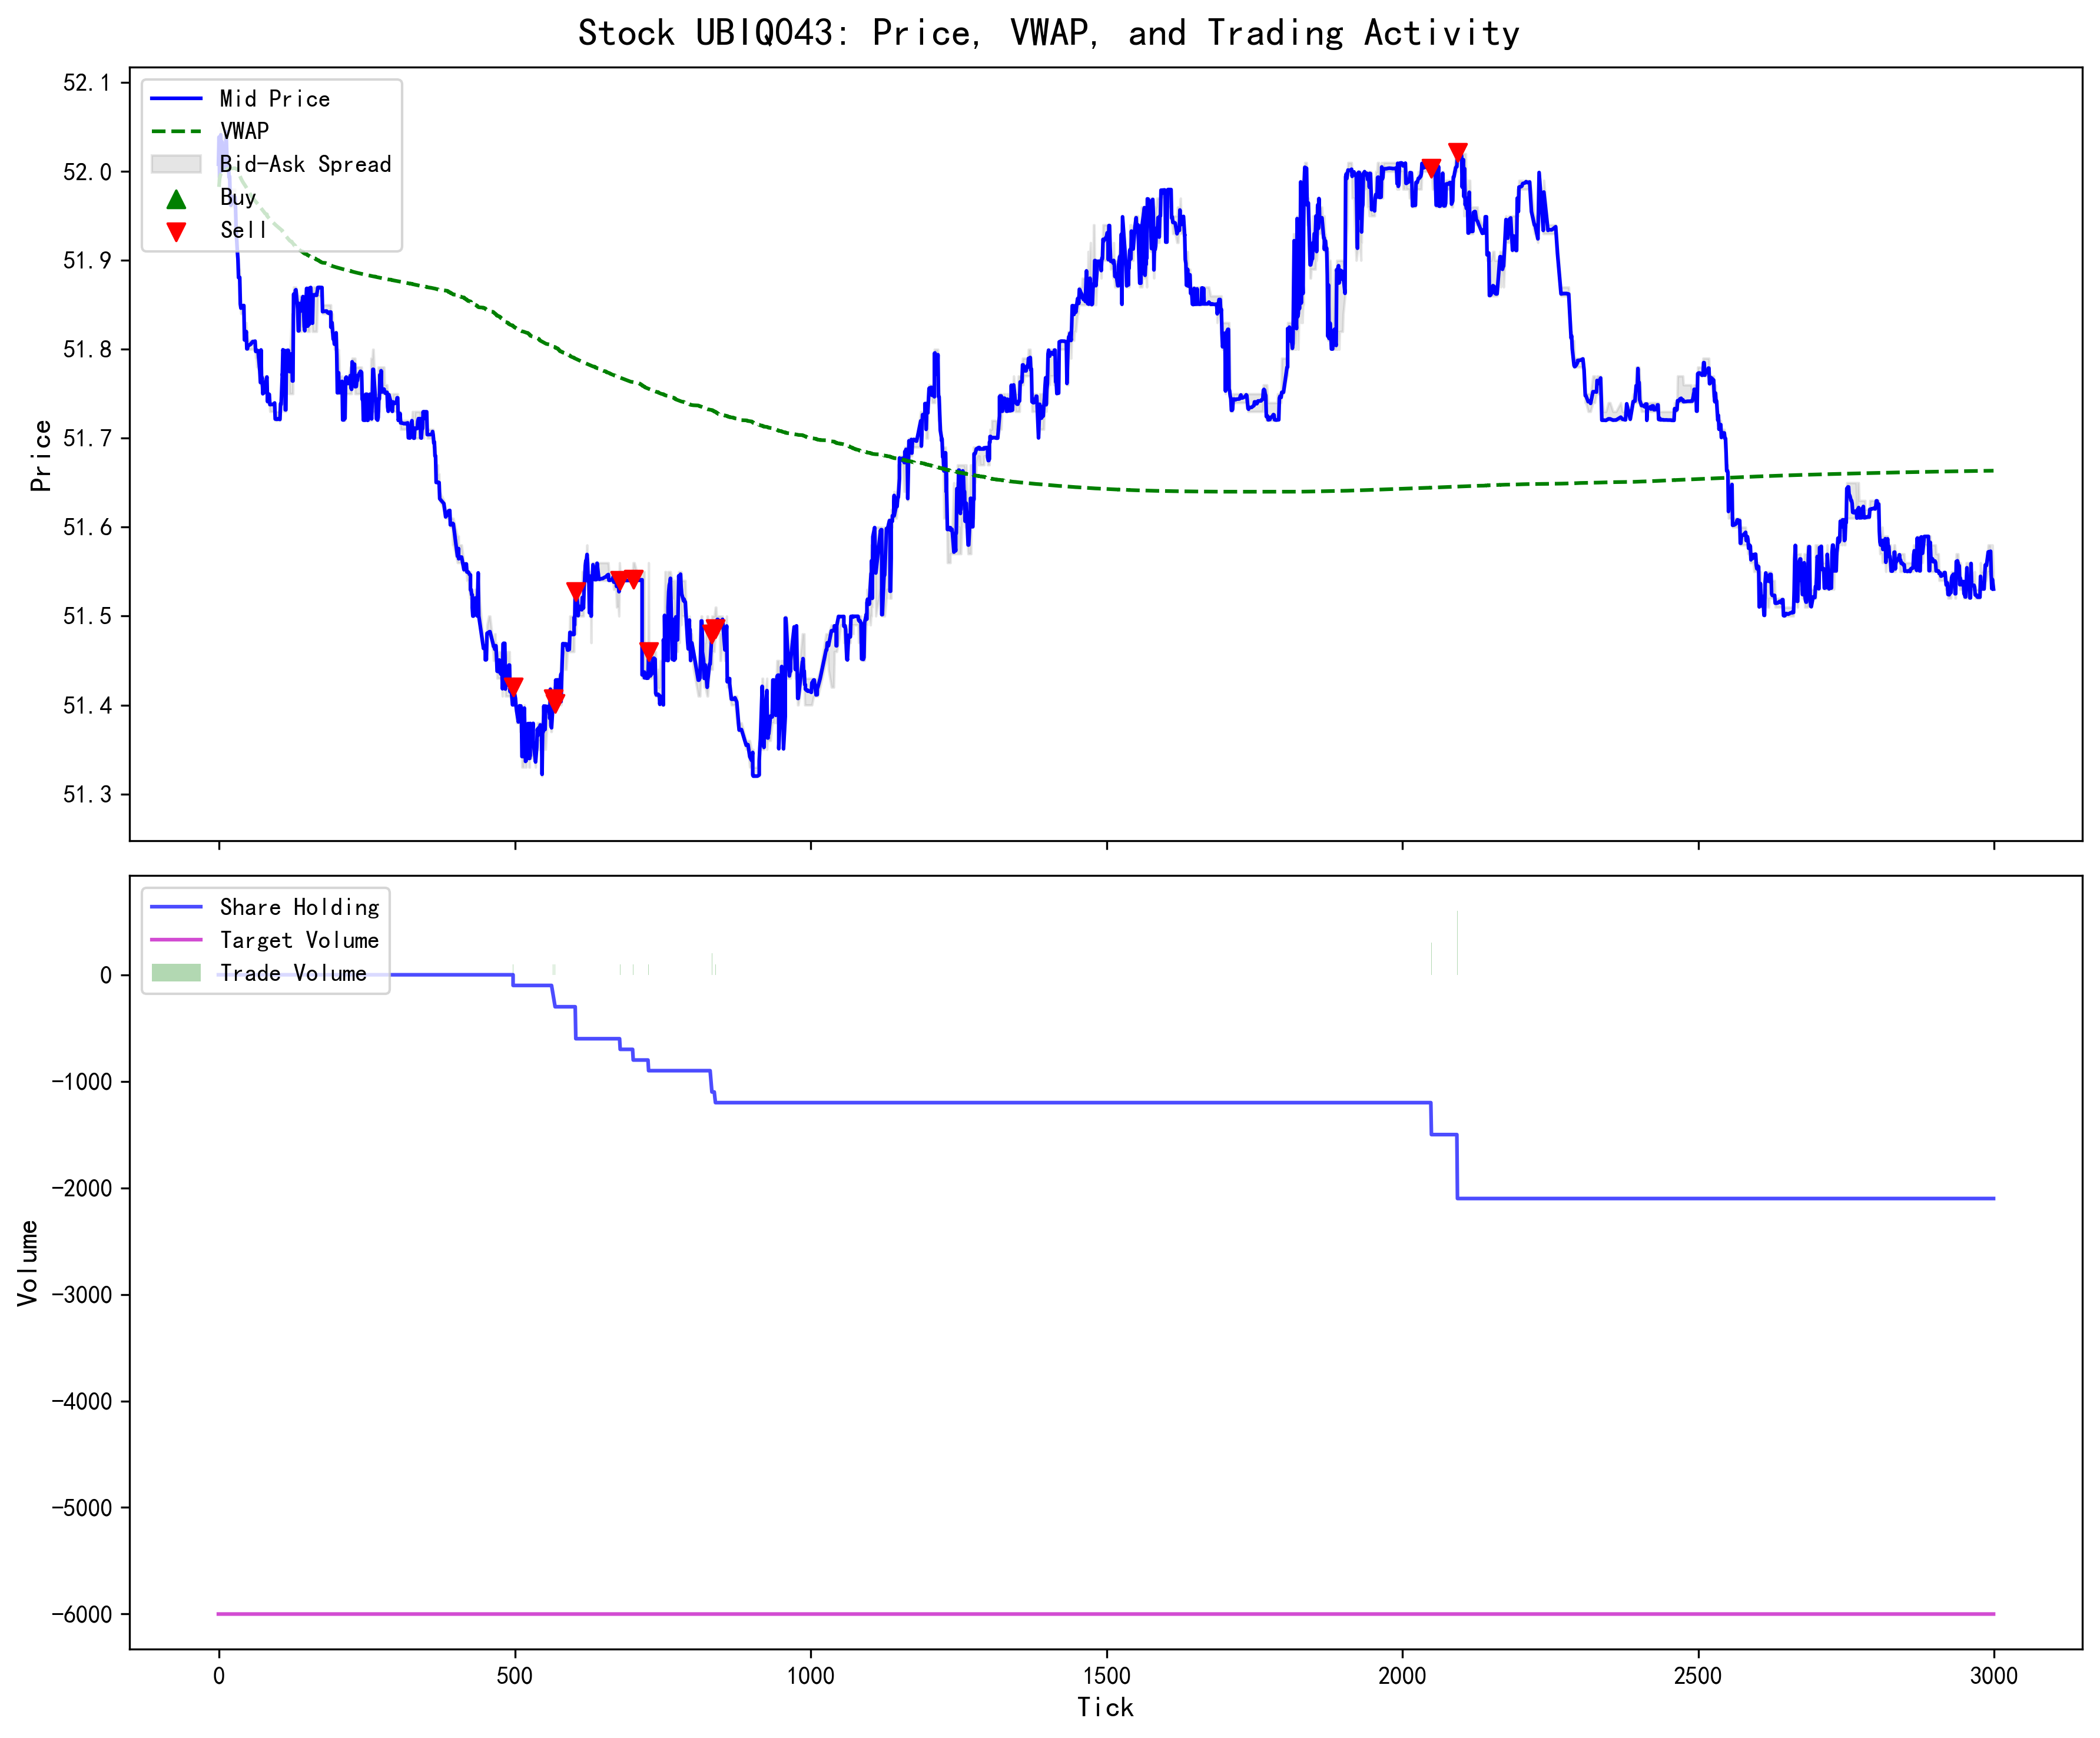 Stock UBIQ043: Price, VWAP, and Trading Activity
52.1
52.0
51.9
51.8
51.7
51.6
51.5
51.4
51.3
Price
Mid Price
VWAP
Bid-Ask Spread
Buy
Sell
0
-1000
-2000
-3000
-4000
-5000
-6000
Volume
Share Holding
Target Volume
Trade Volume
0
500
1000
1500
2000
2500
3000
Tick